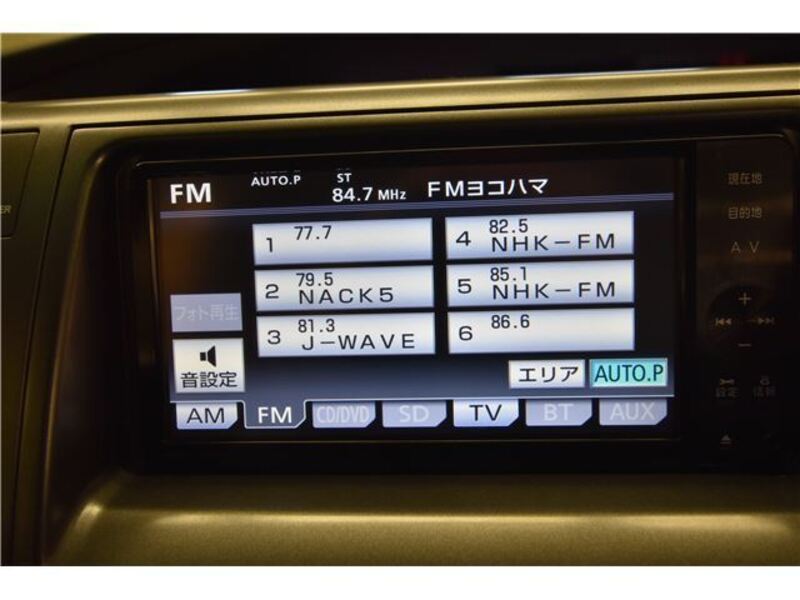 FM AUTO.P ST 84.7 MHz FMヨコハマ
1 77.7
2 79.5 NACK5
3 81.3 J-WAVE
4 82.5 NHK-FM
5 85.1 NHK-FM
6 86.6
フォト再生
音設定
エリア AUTO.P
AM FM CD/DVD SD TV BT AUX
現在地
目的地
AV
+
-
設定 情報